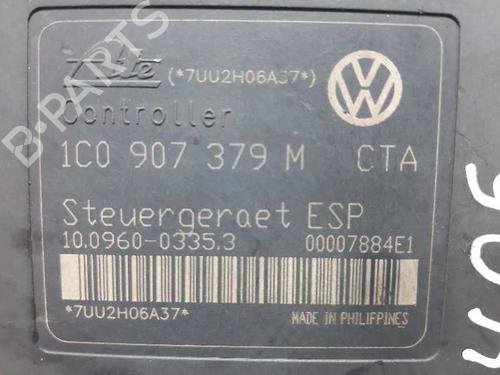 Ate (*7UU2H06A37*)
Controller
1C0 907 379 M CTA
Steuergeraet ESP
10.0960-0335.3 00007884E1
*7UU2H06A37*
MADE IN PHILIPPINES
B-PARTS